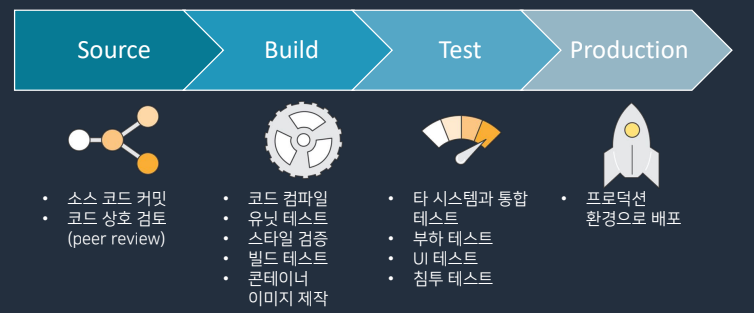 Source
Build
Test
Production
• 소스 코드 커밋
• 코드 상호 검토
(peer review)
• 코드 컴파일
• 유닛 테스트
• 스타일 검증
• 빌드 테스트
• 콘테이너
이미지 제작
• 타 시스템과 통합
테스트
• 부하 테스트
• UI 테스트
• 침투 테스트
• 프로덕션
환경으로 배포